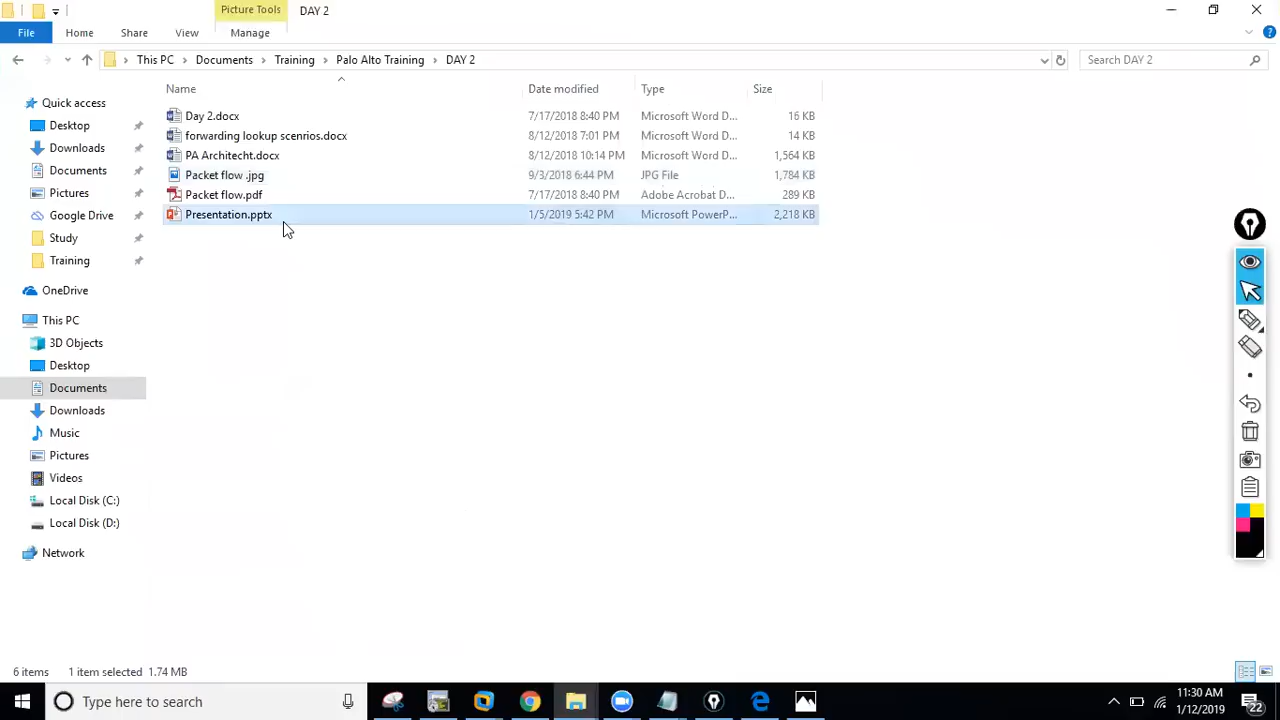 Picture Tools DAY 2
File Home Share View Manage
This PC Documents Training Palo Alto Training DAY 2 Search DAY 2
Name Date modified Type Size
Quick access
Desktop
Downloads
Documents
Pictures
Google Drive
Study
Training
OneDrive
This PC
3D Objects
Desktop
Documents
Downloads
Music
Pictures
Videos
Local Disk (C:)
Local Disk (D:)
Network
Day 2.docx 7/17/2018 8:40 PM Microsoft Word D... 16 KB
forwarding lookup scenrios.docx 8/12/2018 7:01 PM Microsoft Word D... 14 KB
PA Architecht.docx 8/12/2018 10:14 PM Microsoft Word D... 1,564 KB
Packet flow .jpg 9/3/2018 6:44 PM JPG File 1,784 KB
Packet flow.pdf 7/17/2018 8:40 PM Adobe Acrobat D... 289 KB
Presentation.pptx 1/5/2019 5:42 PM Microsoft PowerP... 2,218 KB
6 items 1 item selected 1.74 MB
Type here to search
11:30 AM
1/12/2019
22